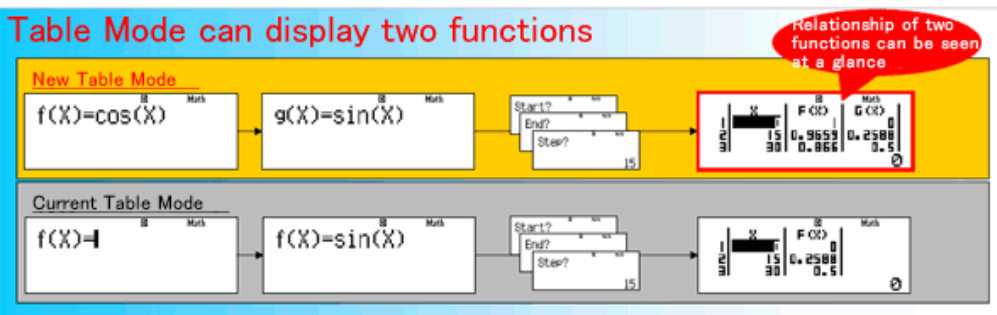 Table Mode can display two functions
Relationship of two
functions can be seen
at a glance
New Table Mode
Math
f(X)=cos(X)
Math
g(X)=sin(X)
Start?
End?
Step?
15
Math
X F(X) G(X)
1 1 0
2 15 0.9659 0.2588
3 30 0.866 0.5
0
Current Table Mode
Math
f(X)=
Math
f(X)=sin(X)
Start?
End?
Step?
15
Math
X F(X)
1 0
2 15 0.2588
3 30 0.5
0